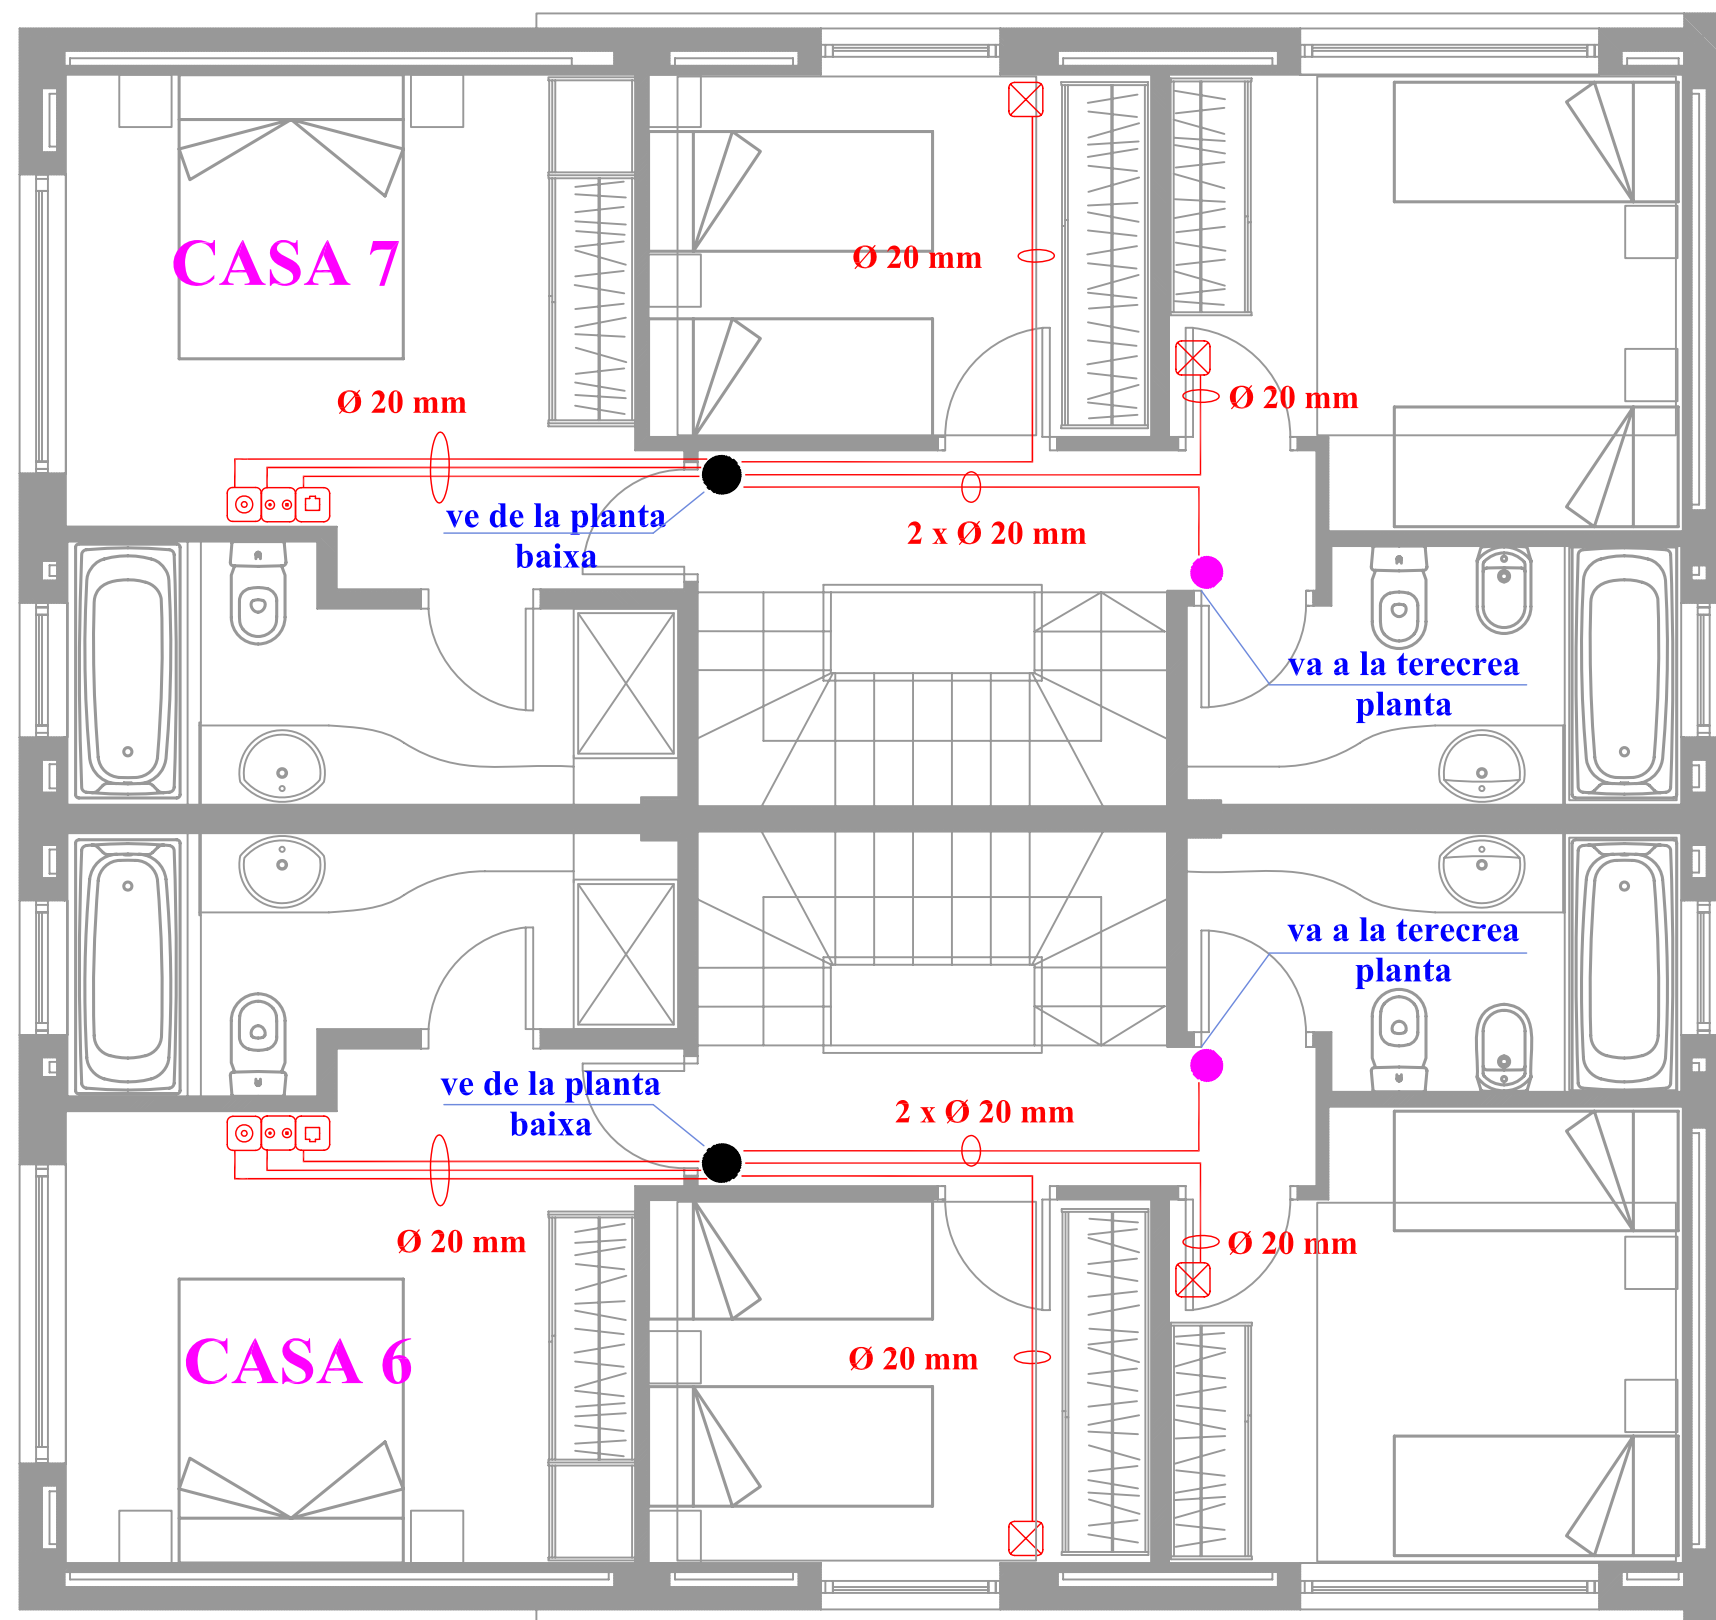 CASA 7
Ø 20 mm
Ø 20 mm
Ø 20 mm
ve de la planta
baixa
2 x Ø 20 mm
va a la terecrea
planta
va a la terecrea
planta
ve de la planta
baixa
2 x Ø 20 mm
Ø 20 mm
Ø 20 mm
CASA 6
Ø 20 mm